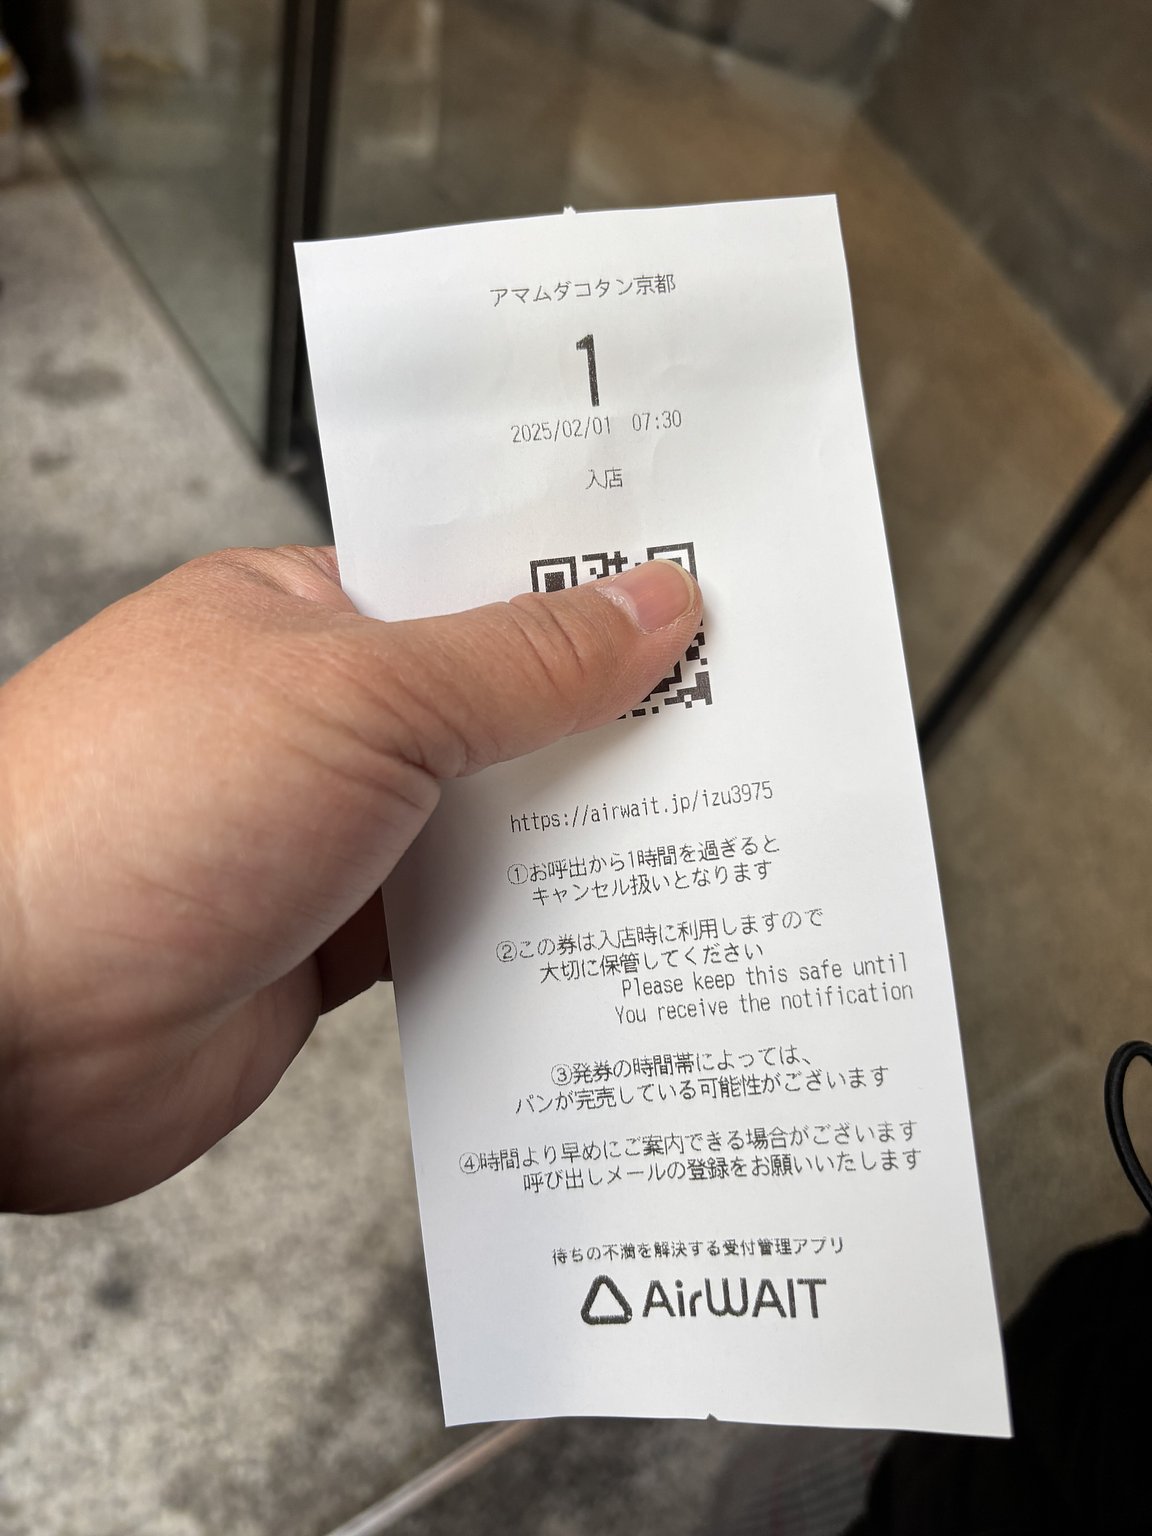 アマムダコタン京都
1
2025/02/01 07:30
入店
https://airwait.jp/izu3975
①お呼出から1時間を過ぎると
キャンセル扱いとなります
②この券は入店時に利用しますので
大切に保管してください
Please keep this safe until
You receive the notification
③発券の時間帯によっては、
パンが完売している可能性がございます
④時間より早めにご案内できる場合がございます
呼び出しメールの登録をお願いいたします
待ちの不満を解決する受付管理アプリ
AirWAIT